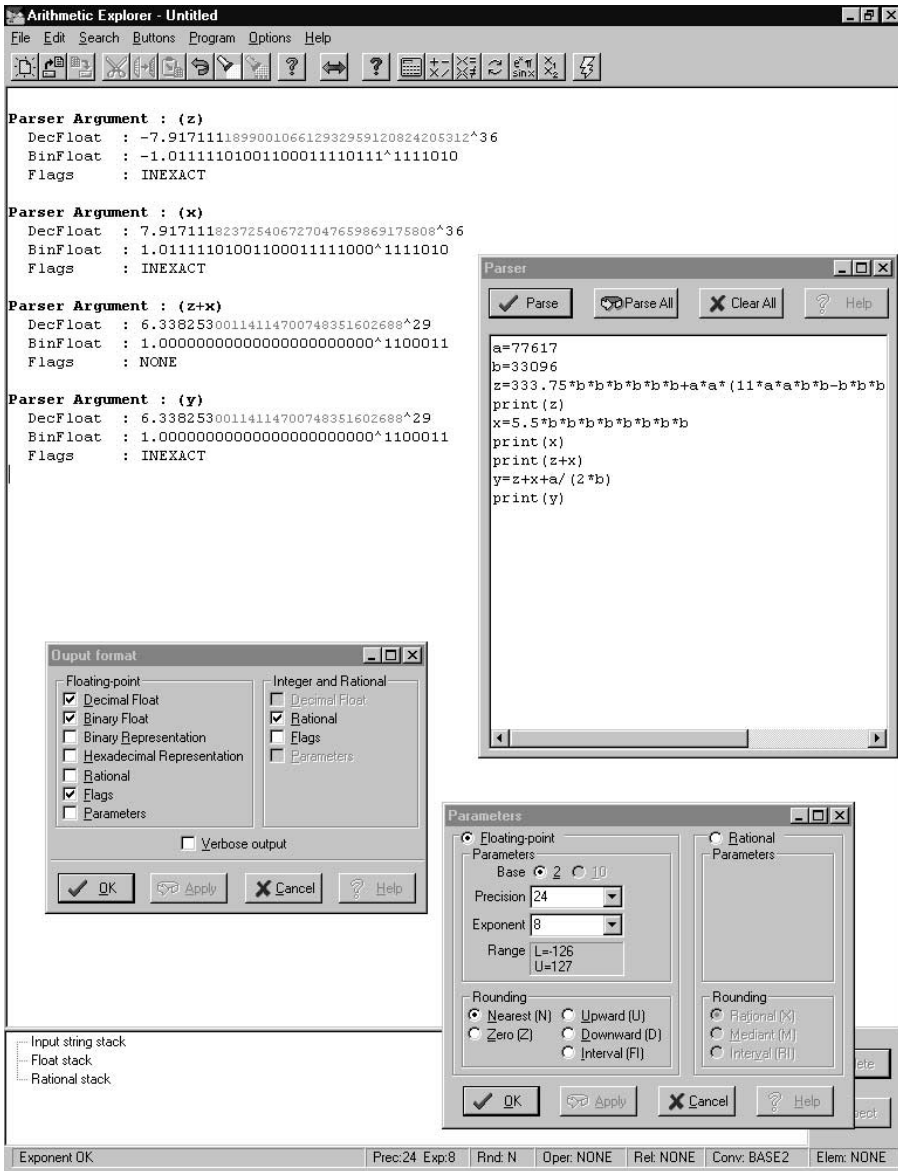 Arithmetic Explorer - Untitled
File Edit Search Buttons Program Options Help
Parser Argument : (z)
DecFloat : -7.917111189900106612932959120824205312^36
BinFloat : -1.01111101001100011110111^1111010
Flags : INEXACT
Parser Argument : (x)
DecFloat : 7.917111823725406727047659869175808^36
BinFloat : 1.01111101001100011111000^1111010
Flags : INEXACT
Parser Argument : (z+x)
DecFloat : 6.338253001141147007483516026​88^29
BinFloat : 1.00000000000000000000000^1100011
Flags : NONE
Parser Argument : (y)
DecFloat : 6.33825300114114700748351602688^29
BinFloat : 1.00000000000000000000000^1100011
Flags : INEXACT
Parser
Parse Parse All Clear All Help
a=77617
b=33096
z=333.75*b*b*b*b*b*b+a*a*(11*a*a*b*b-b*b*b
print(z)
x=5.5*b*b*b*b*b*b*b*b
print(x)
print(z+x)
y=z+x+a/(2*b)
print(y)
Ouput format
Floating-point
Decimal Float
Binary Float
Binary Representation
Hexadecimal Representation
Rational
Flags
Parameters
Integer and Rational
Decimal Float
Rational
Flags
Parameters
Verbose output
OK Apply Cancel Help
Parameters
Floating-point
Parameters
Base 2 10
Precision 24
Exponent 8
Range L=-126
U=127
Rounding
Nearest (N) Upward (U)
Zero (Z) Downward (D)
Interval (FI)
Rational
Parameters
Rounding
Rational (X)
Mediant (M)
Interval (RI)
OK Apply Cancel Help
Input string stack
Float stack
Rational stack
lete
pect
Exponent OK Prec:24 Exp:8 Rnd: N Oper: NONE Rel: NONE Conv: BASE2 Elem: NONE